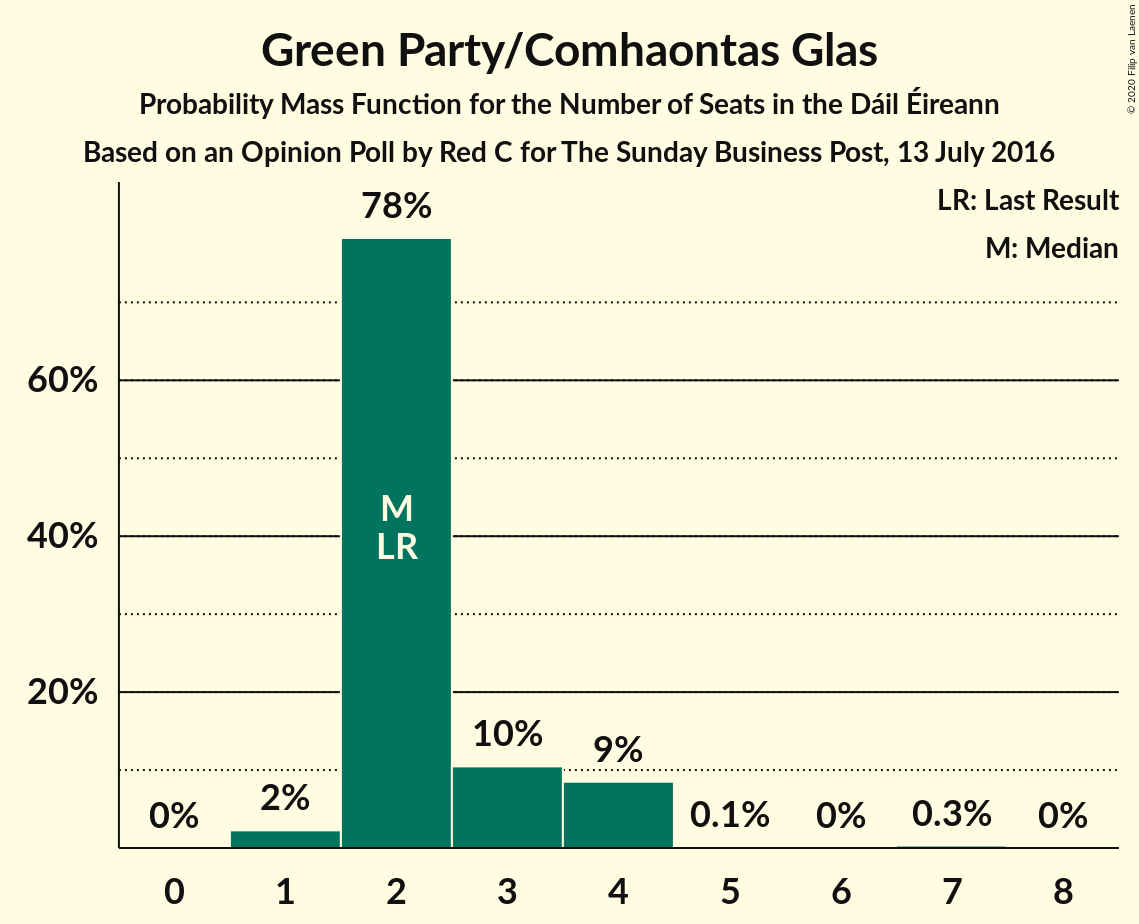 Green Party/Comhaontas Glas
Probability Mass Function for the Number of Seats in the Dáil Éireann
Based on an Opinion Poll by Red C for The Sunday Business Post, 13 July 2016
© 2020 Filip van Laenen
LR: Last Result
M: Median
60%
40%
20%
0%
2%
78%
M
LR
10%
9%
0.1%
0%
0.3%
0%
0 1 2 3 4 5 6 7 8